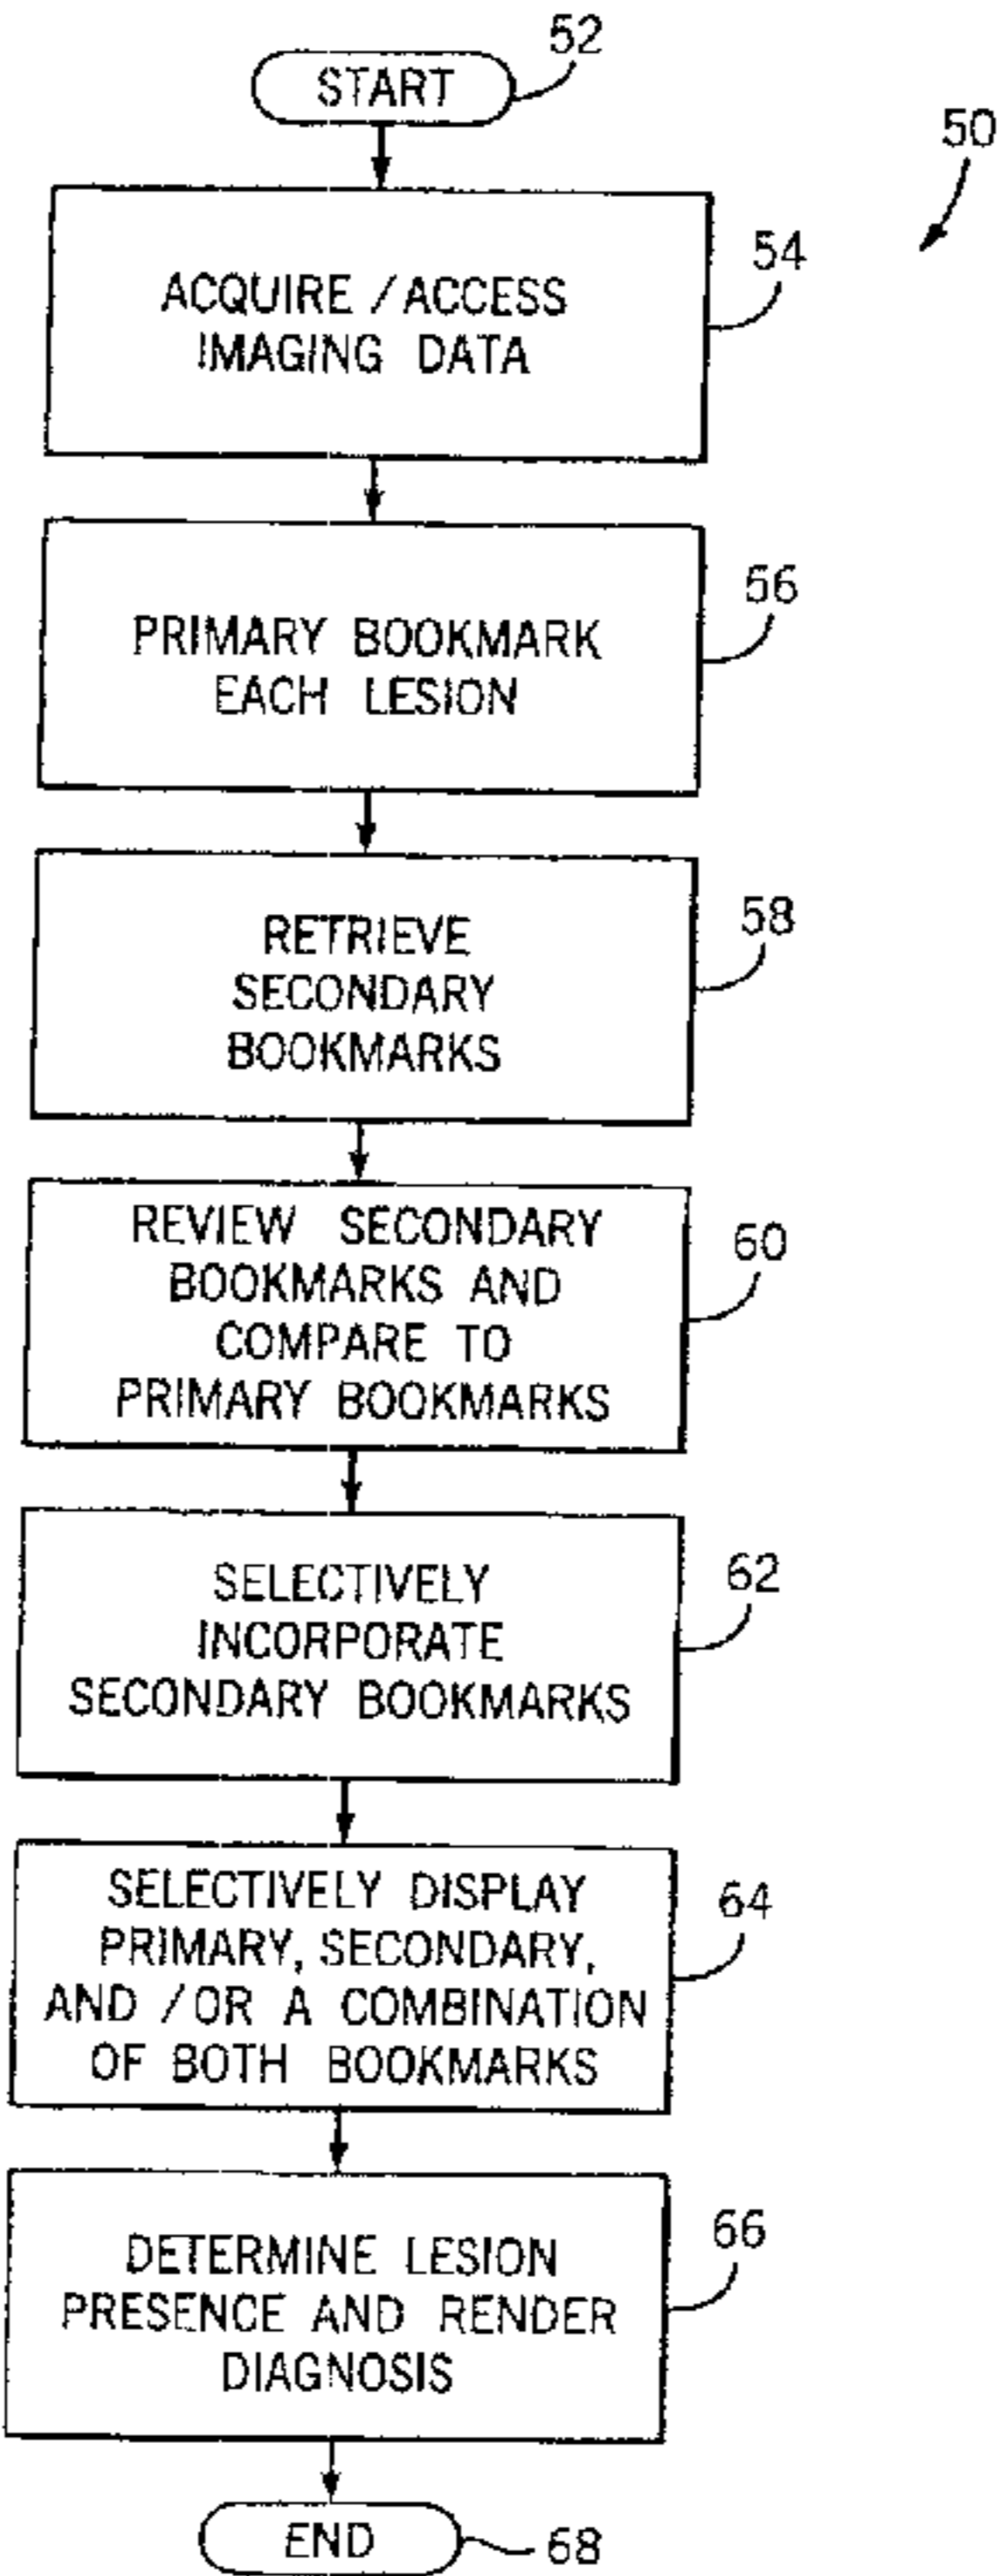 52
START
50
54
ACQUIRE / ACCESS
IMAGING DATA
56
PRIMARY BOOKMARK
EACH LESION
58
RETRIEVE
SECONDARY
BOOKMARKS
60
REVIEW SECONDARY
BOOKMARKS AND
COMPARE TO
PRIMARY BOOKMARKS
62
SELECTIVELY
INCORPORATE
SECONDARY BOOKMARKS
64
SELECTIVELY DISPLAY
PRIMARY, SECONDARY,
AND / OR A COMBINATION
OF BOTH BOOKMARKS
66
DETERMINE LESION
PRESENCE AND RENDER
DIAGNOSIS
END 68